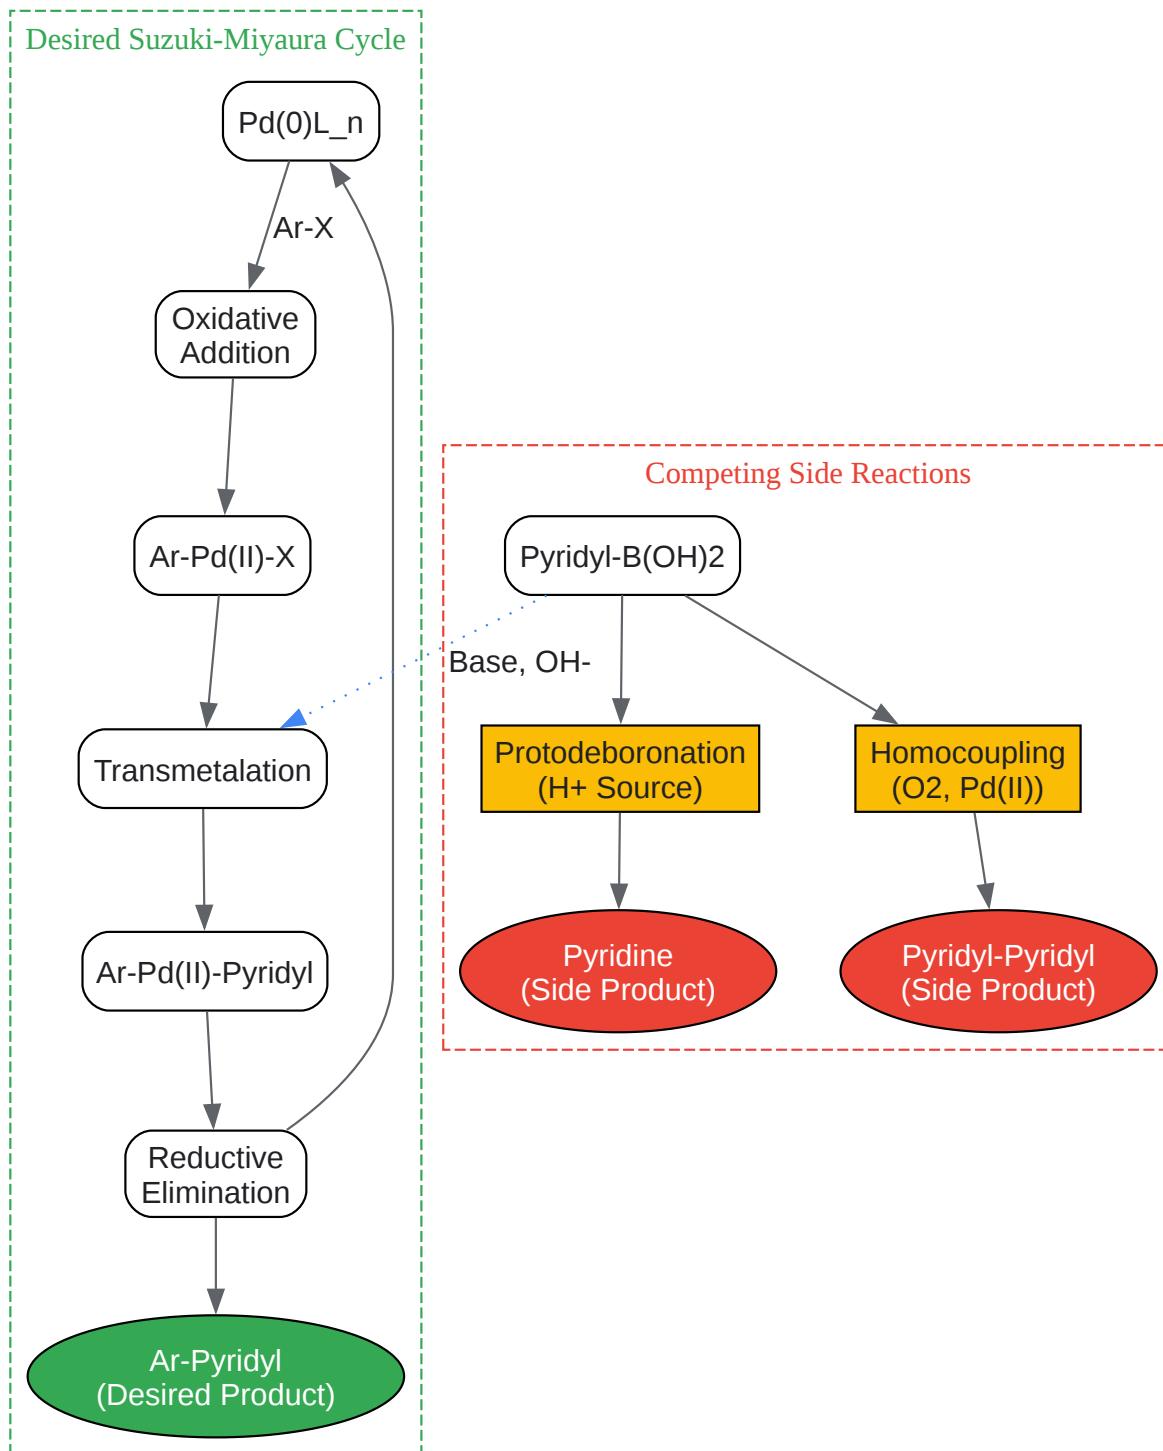 Desired Suzuki-Miyaura Cycle
Pd(0)L_n
Ar-X
Oxidative
Addition
Ar-Pd(II)-X
Transmetalation
Ar-Pd(II)-Pyridyl
Reductive
Elimination
Ar-Pyridyl
(Desired Product)
Competing Side Reactions
Pyridyl-B(OH)2
Base, OH-
Protodeboronation
(H+ Source)
Homocoupling
(O2, Pd(II))
Pyridine
(Side Product)
Pyridyl-Pyridyl
(Side Product)